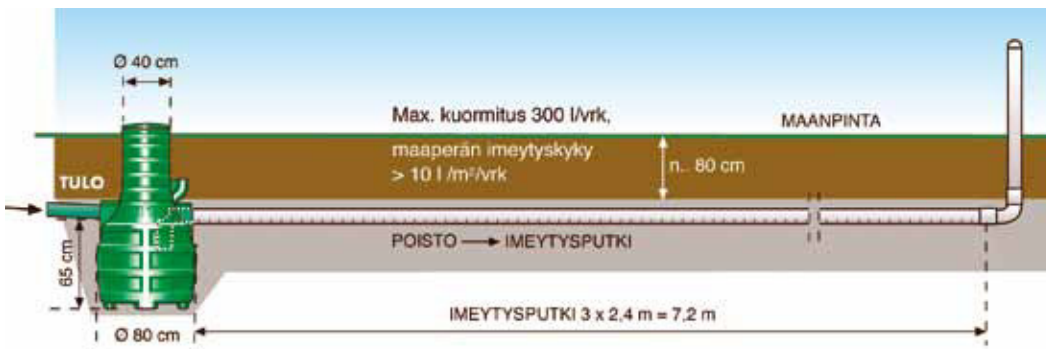 Ø 40 cm
Max. kuormitus 300 l/vrk,
MAANPINTA
maaperän imeytyskyky
> 10 l /m²/vrk
n.. 80 cm
TULO
POISTO → IMEYTYSPUTKI
65 cm
IMEYTYSPUTKI 3 x 2,4 m = 7,2 m
Ø 80 cm